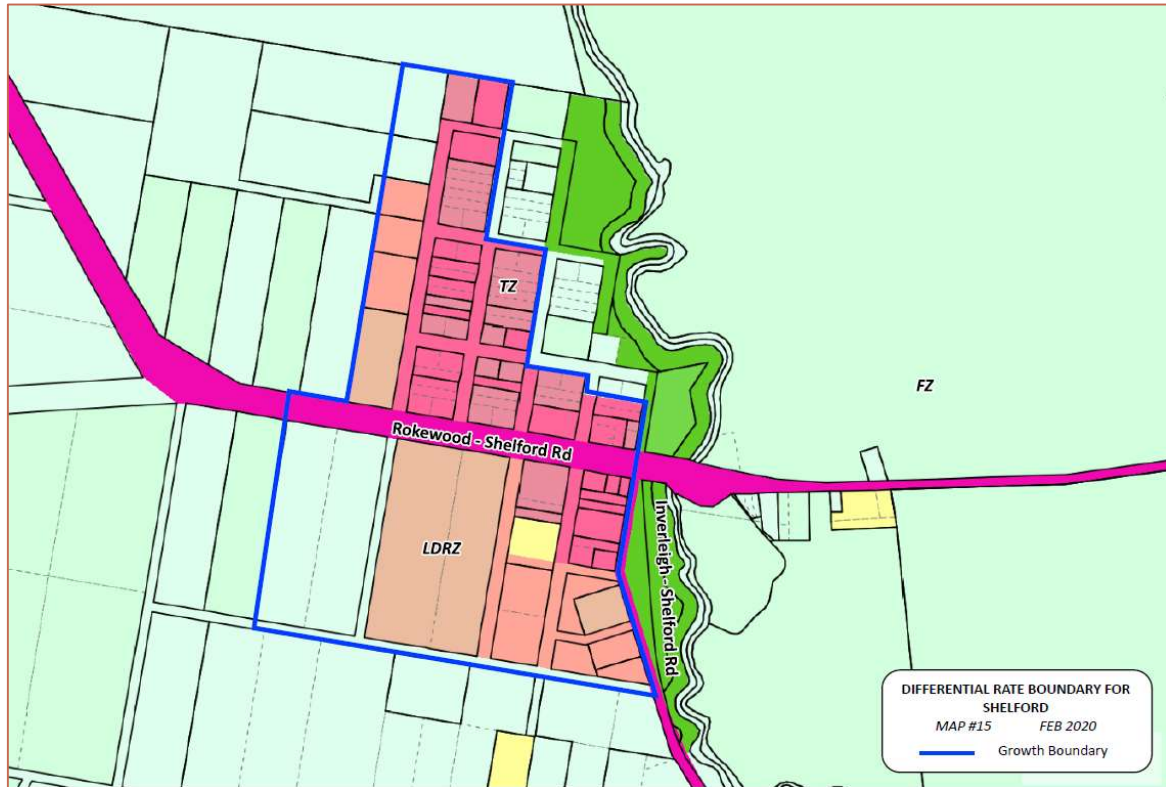 TZ
FZ
Rokewood - Shelford Rd
LDRZ
Inverleigh - Shelford Rd
DIFFERENTIAL RATE BOUNDARY FOR
SHELFORD
MAP #15 FEB 2020
Growth Boundary